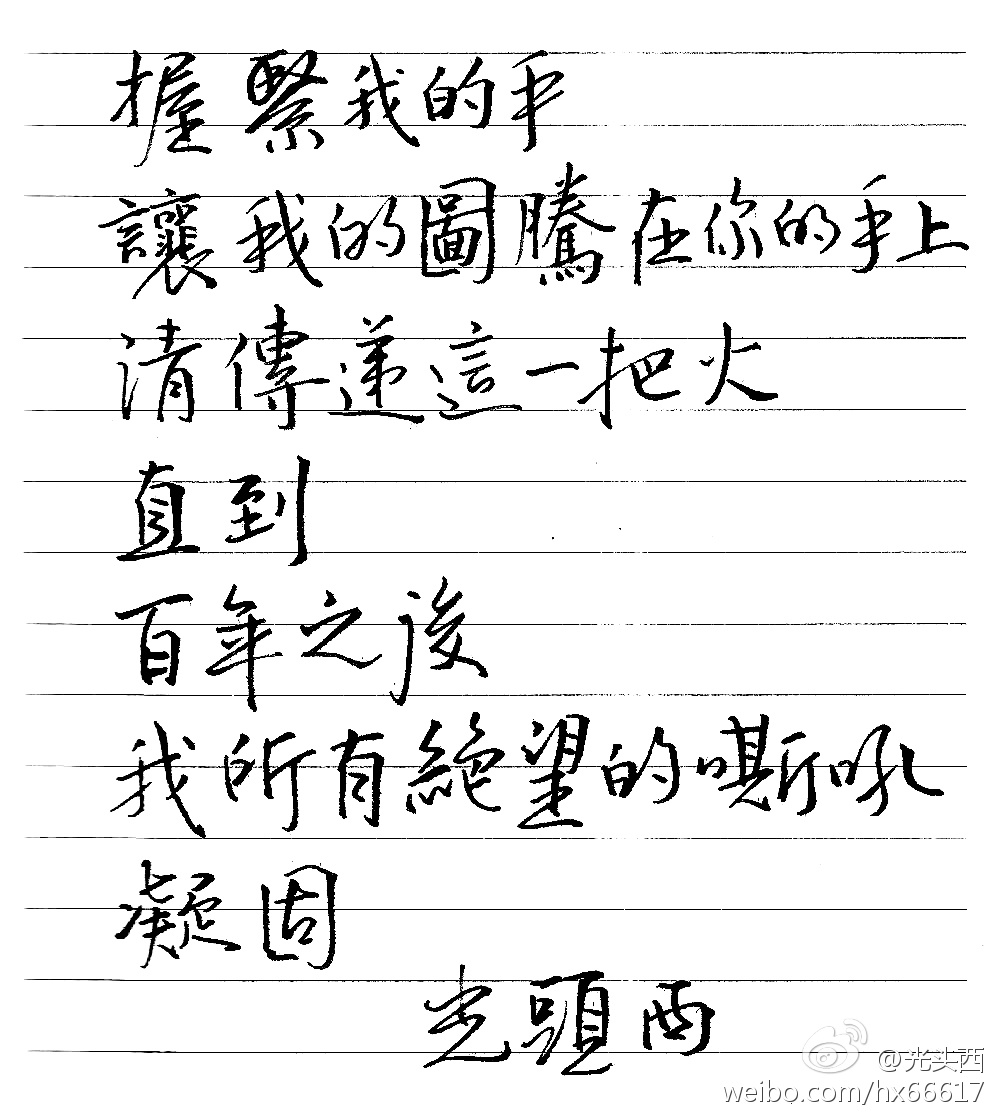 握緊我的手
讓我的圖騰在你的手上
清傳遞這一把火
直到
百年之後
我所有絕望的嘶吼
凝固
光頭西
@光头西
weibo.com/hx66617